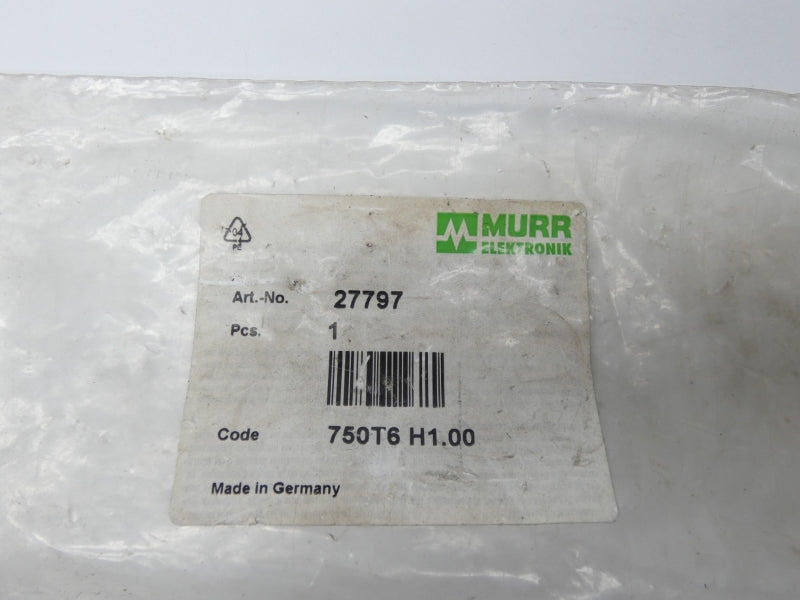 04
PE
MURR
ELEKTRONIK
Art.-No. 27797
Pcs. 1
Code 750T6 H1.00
Made in Germany